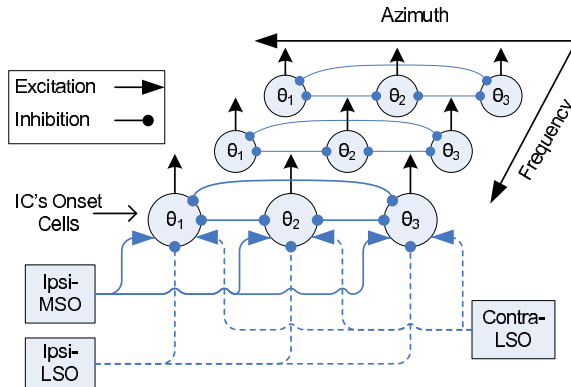 Azimuth
Excitation
Inhibition
θ1 θ2 θ3
Frequency
θ1 θ2 θ3
IC's Onset
Cells
θ1 θ2 θ3
Ipsi-
MSO
Contra-
LSO
Ipsi-
LSO